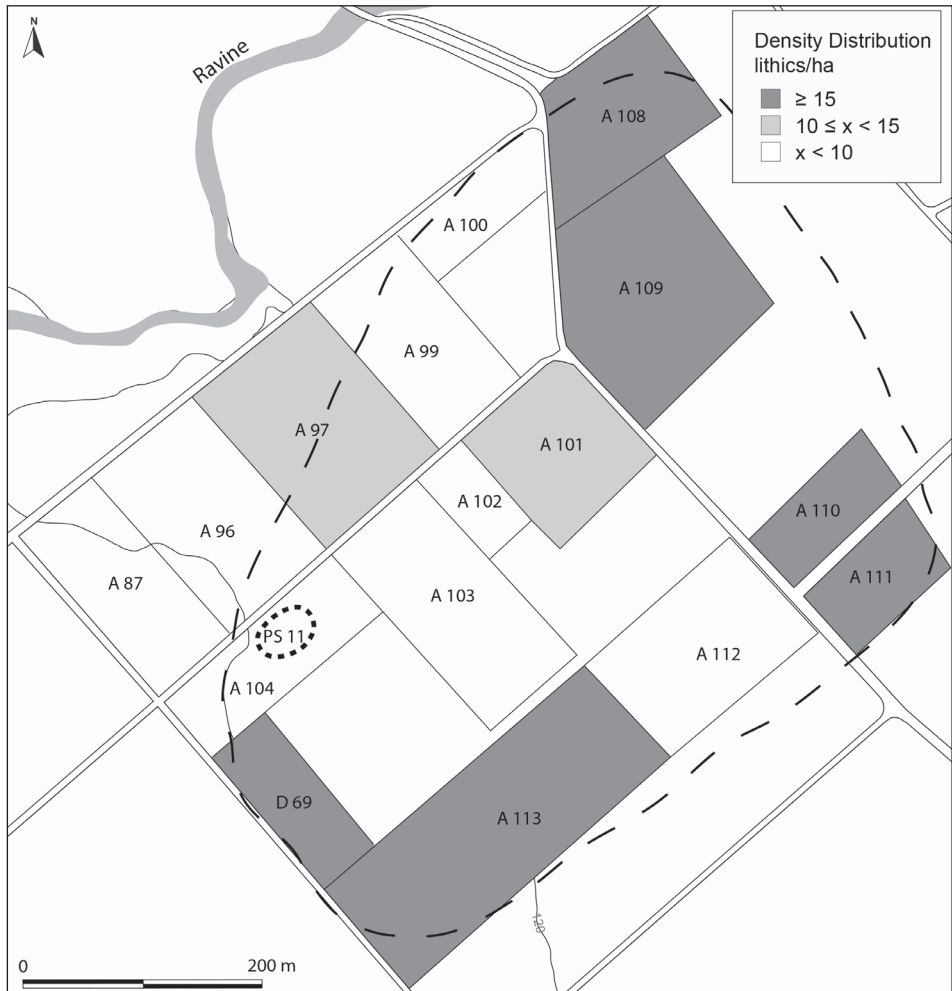 N
Ravine
Density Distribution
lithics/ha
≥ 15
10 ≤ x < 15
x < 10
A 108
A 100
A 109
A 99
A 97
A 101
A 102
A 110
A 96
A 111
A 87
A 103
PS 11
A 112
A 104
D 69
A 113
120
0 200 m